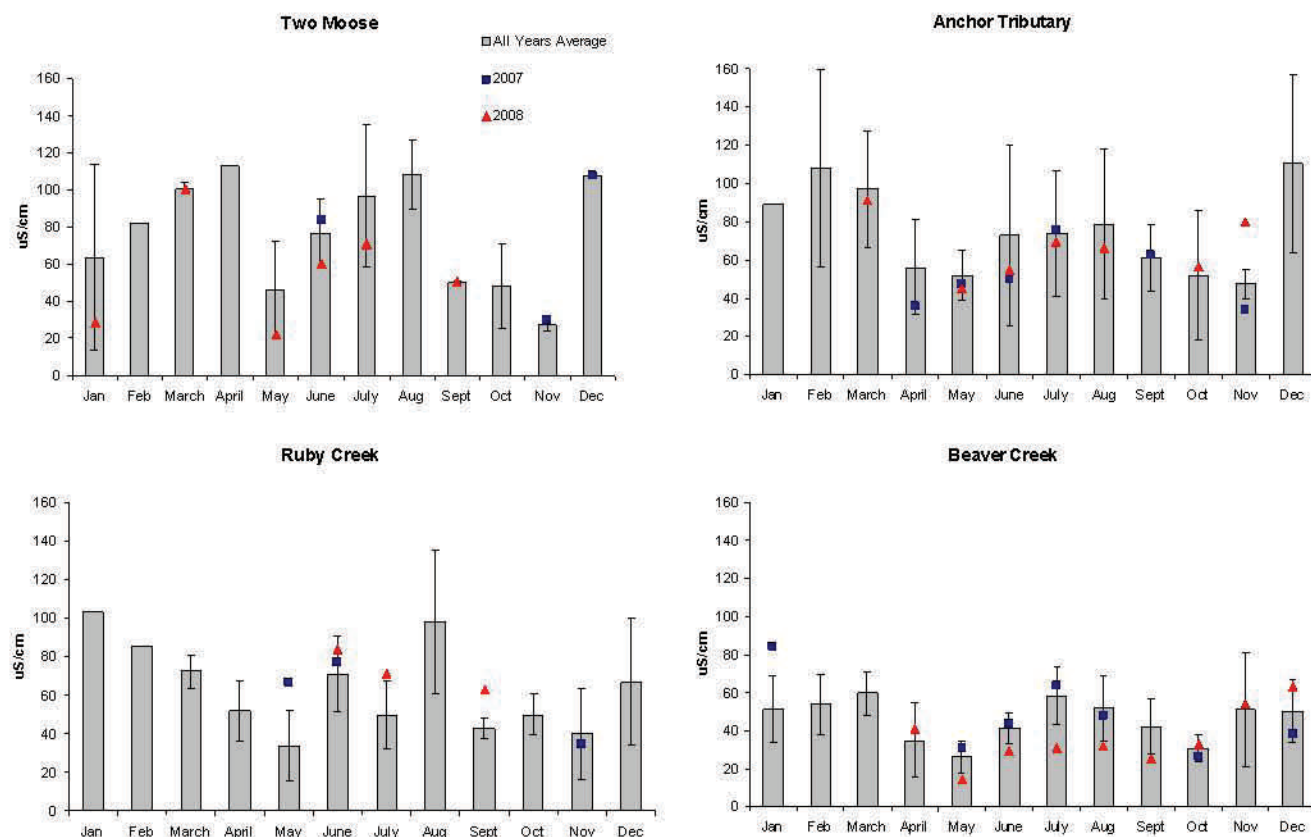 Two Moose
All Years Average
2007
2008
160
140
120
100
80
60
40
20
0
uS/cm
Jan Feb March April May June July Aug Sept Oct Nov Dec
Anchor Tributary
160
140
120
100
80
60
40
20
0
uS/cm
Jan Feb March April May June July Aug Sept Oct Nov Dec
Ruby Creek
160
140
120
100
80
60
40
20
0
uS/cm
Jan Feb March April May June July Aug Sept Oct Nov Dec
Beaver Creek
160
140
120
100
80
60
40
20
0
uS/cm
Jan Feb March April May June July Aug Sept Oct Nov Dec